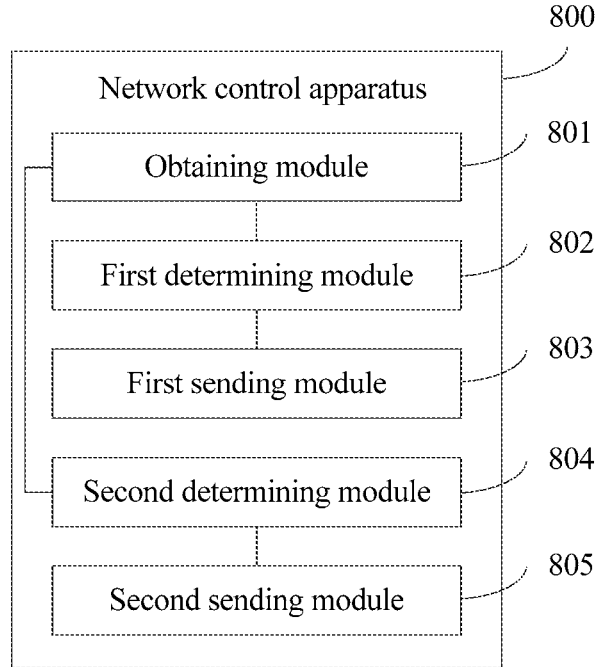 800
Network control apparatus
801
Obtaining module
802
First determining module
803
First sending module
804
Second determining module
805
Second sending module